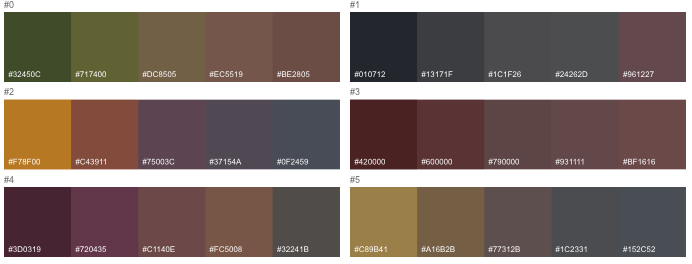 #0
#32450C #717400 #DC8505 #EC5519 #BE2805
#1
#010712 #13171F #1C1F26 #24262D #961227
#2
#F78F00 #C43911 #75003C #37154A #0F2459
#3
#420000 #600000 #790000 #931111 #BF1616
#4
#3D0319 #720435 #C1140E #FC5008 #32241B
#5
#C89B41 #A16B2B #77312B #1C2331 #152C52